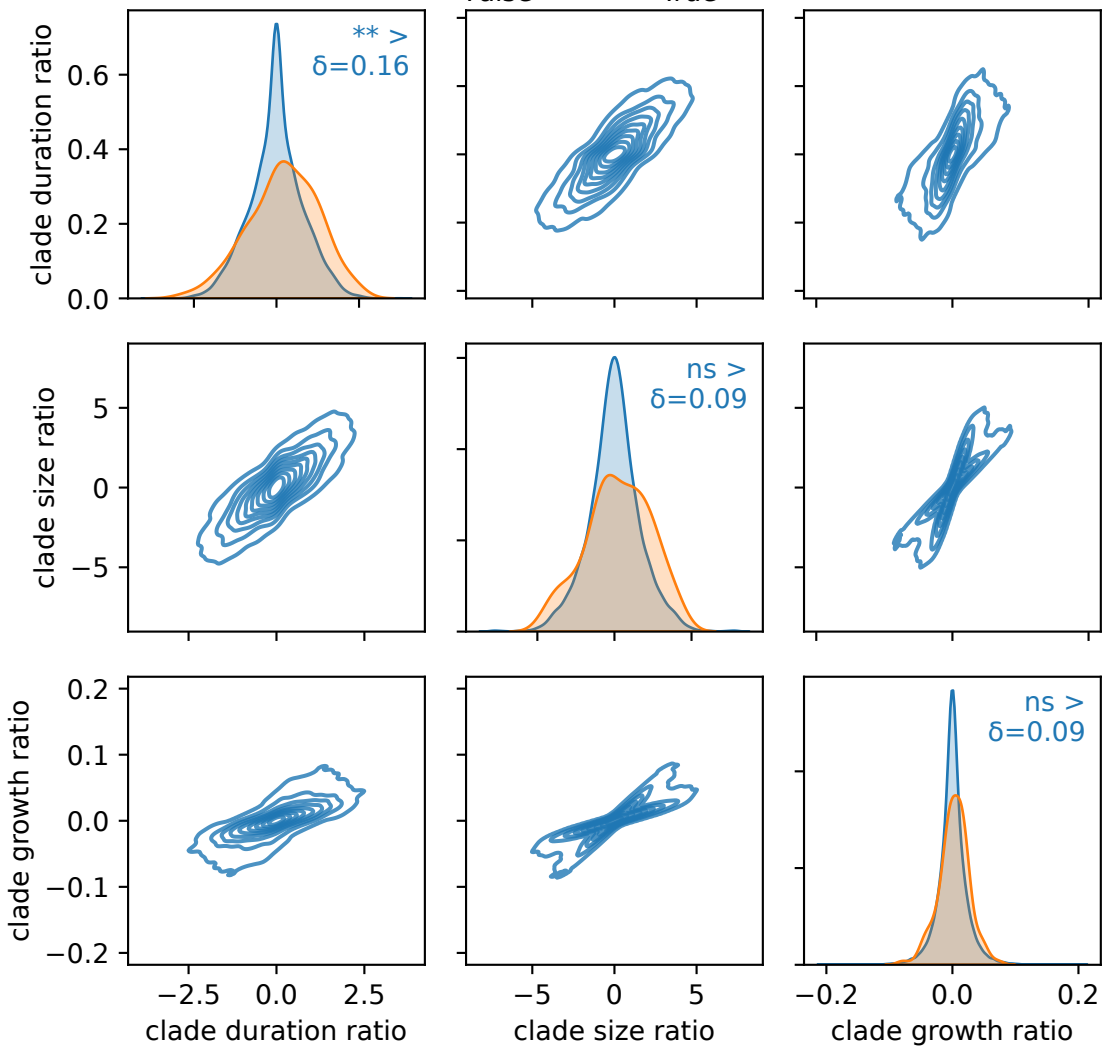 clade duration ratio
0.6
0.4
0.2
0.0
** >
δ=0.16
clade size ratio
5
0
−5
ns >
δ=0.09
clade growth ratio
0.2
0.1
0.0
−0.1
−0.2
ns >
δ=0.09
−2.5 0.0 2.5
−5 0 5
−0.2 0.0 0.2
clade duration ratio
clade size ratio
clade growth ratio